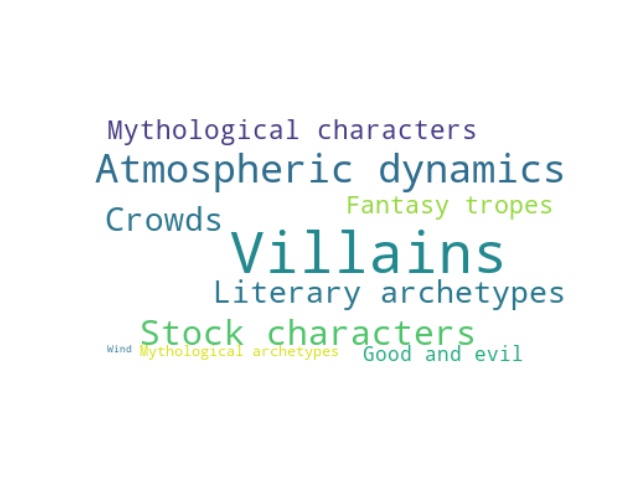 Mythological characters
Atmospheric dynamics
Fantasy tropes
Crowds
Villains
Literary archetypes
Stock characters
Wind
Mythological archetypes
Good and evil